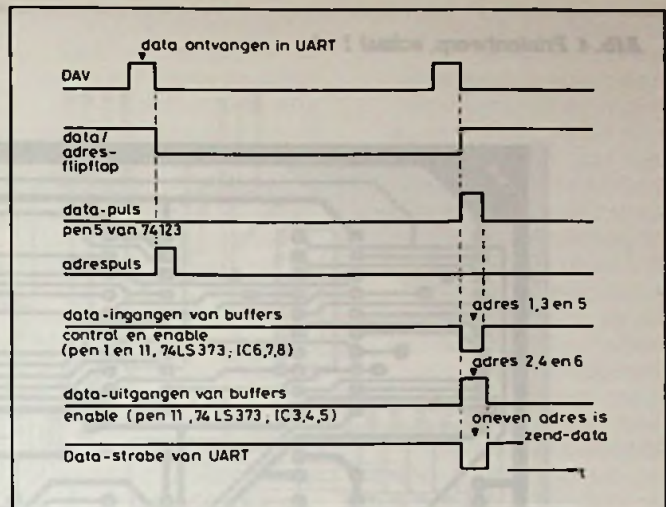 data ontvangen in UART
DAV
data/
adres-
flipflop
data-puls
pen 5 van 74123
adrespuls
data-ingangen van buffers
adres 1,3 en 5
control en enable
(pen 1 en 11, 74LS373, IC6,7,8)
adres 2,4 en 6
data-uitgangen van buffers
enable (pen 11, 74LS373, IC3,4,5)
oneven adres is
zend-data
Data-strobe van UART
t